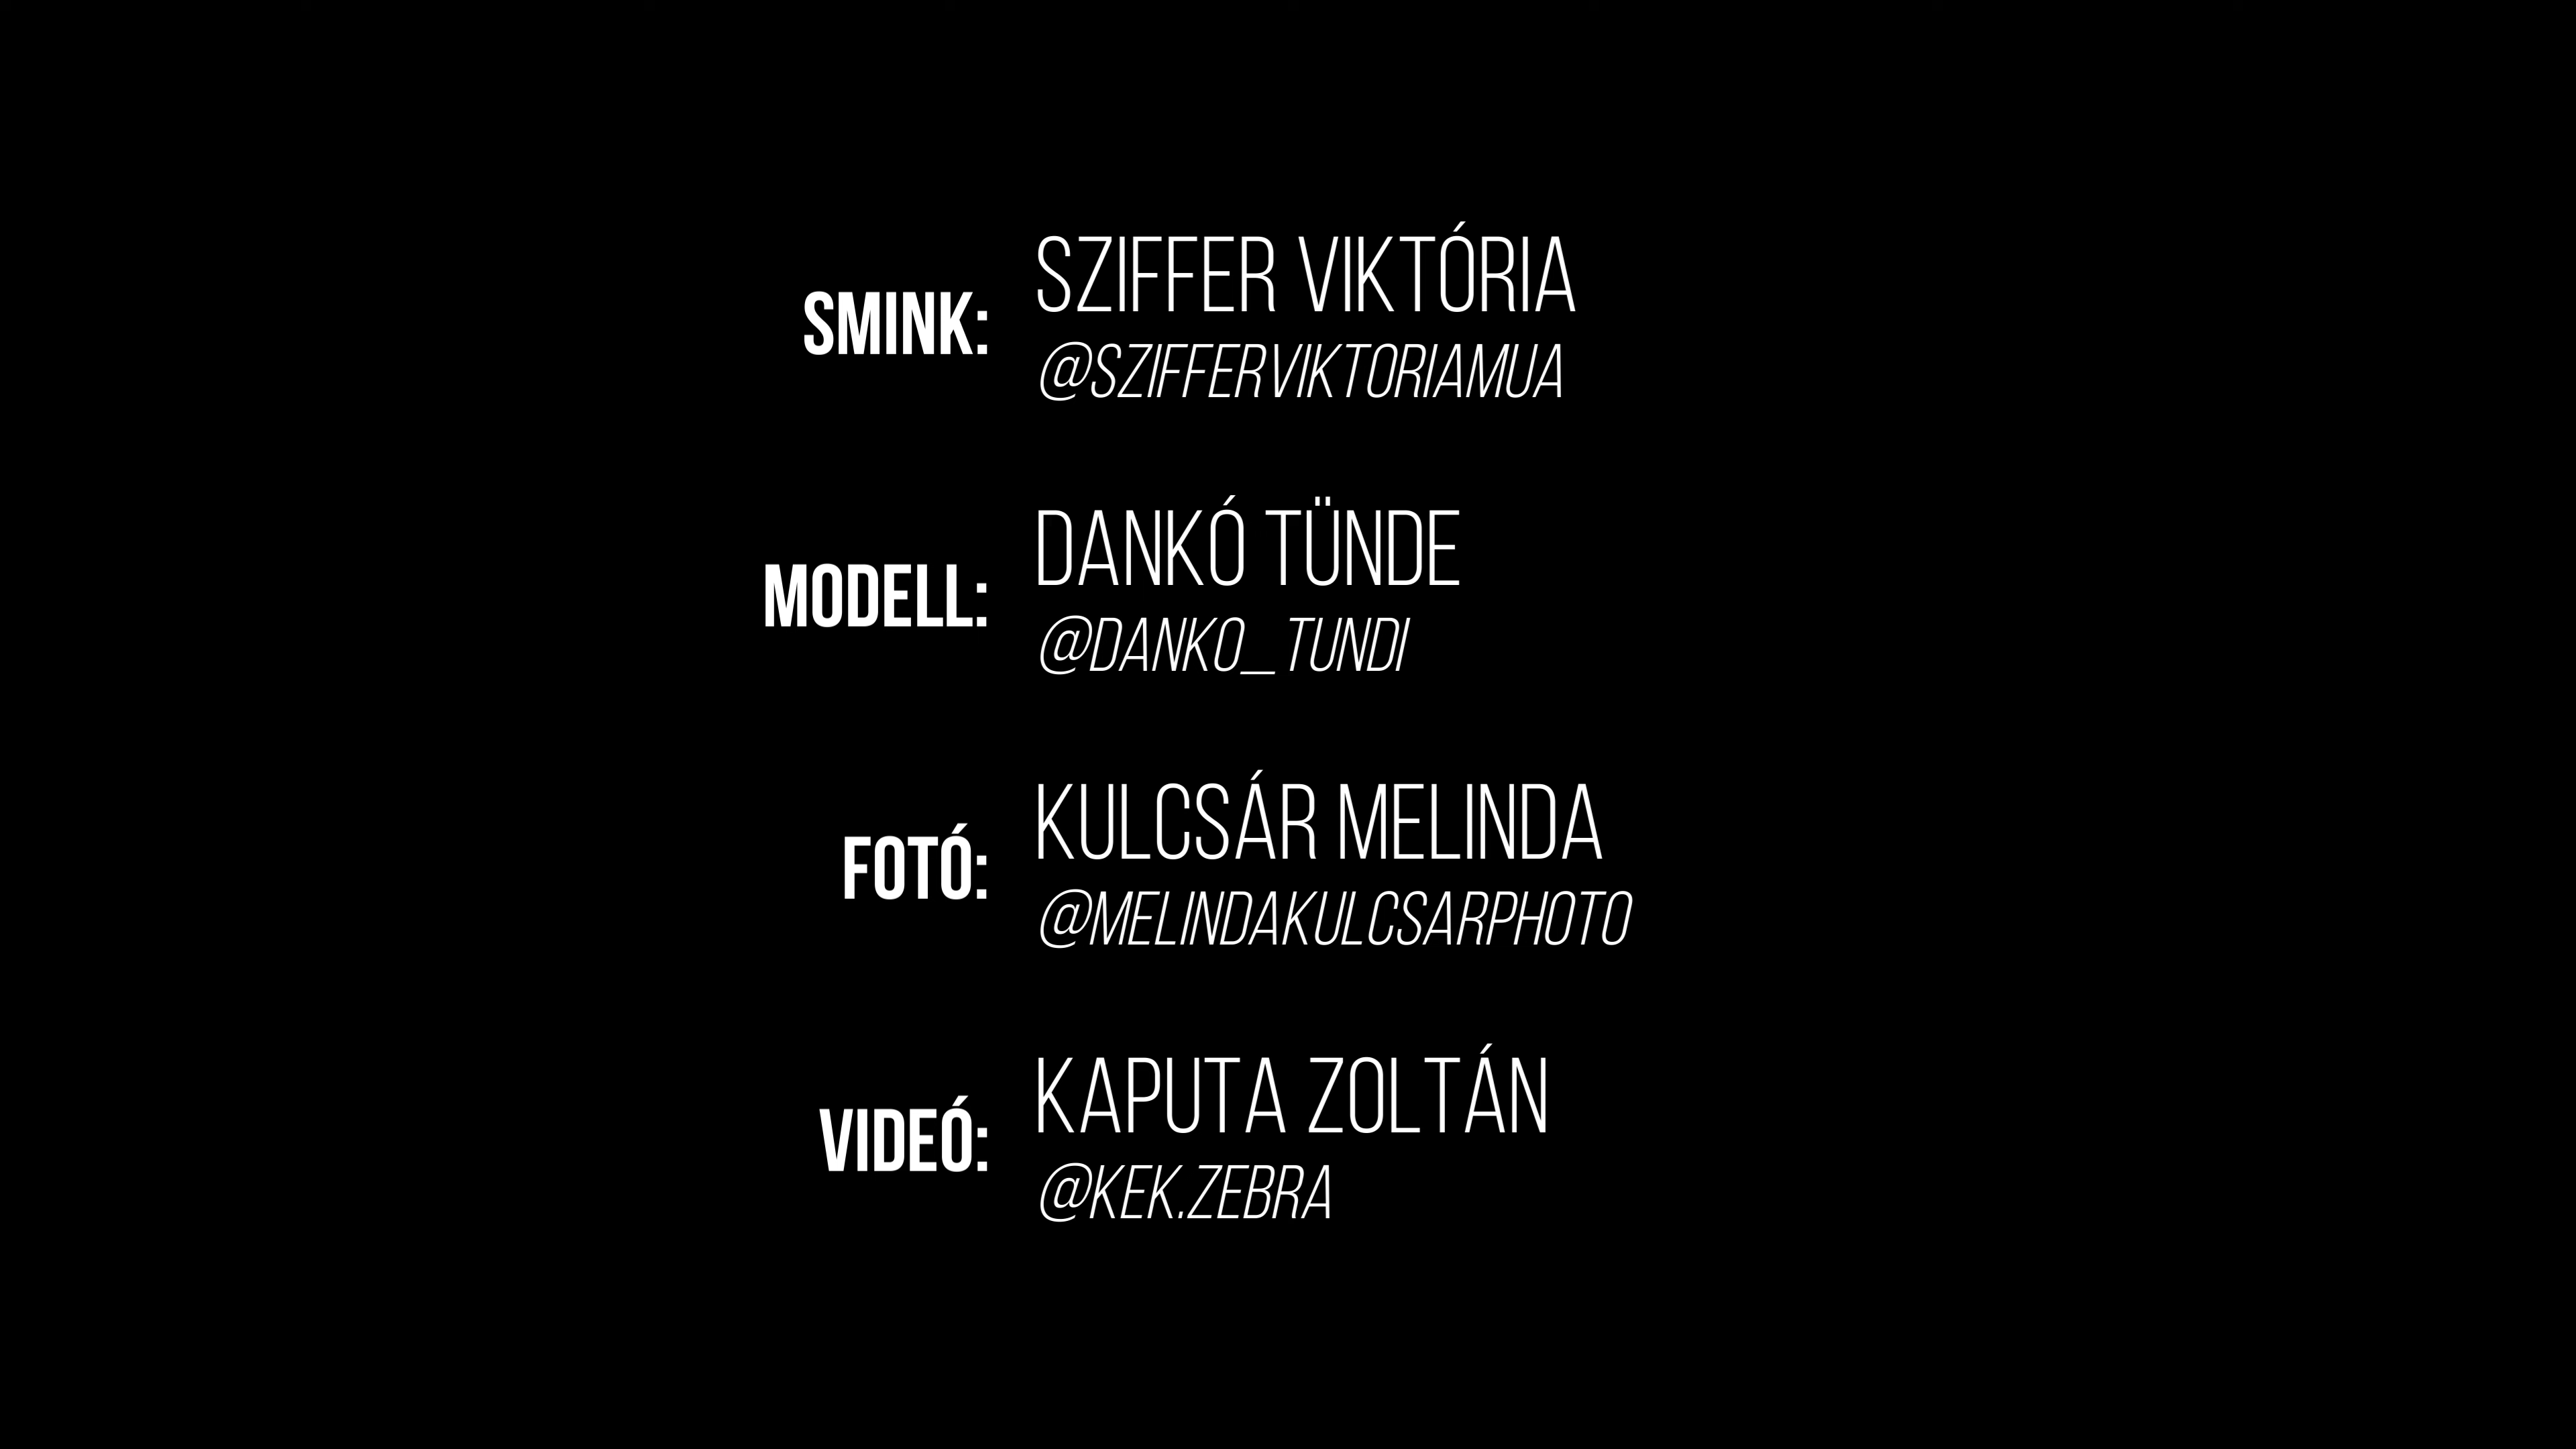 SMINK: SZIFFER VIKTÓRIA
@SZIFFERVIKTORIAMUA
MODELL: DANKÓ TÜNDE
@DANKO_TUNDI
FOTÓ: KULCSÁR MELINDA
@MELINDAKULCSARPHOTO
VIDEÓ: KAPUTA ZOLTÁN
@KEK.ZEBRA